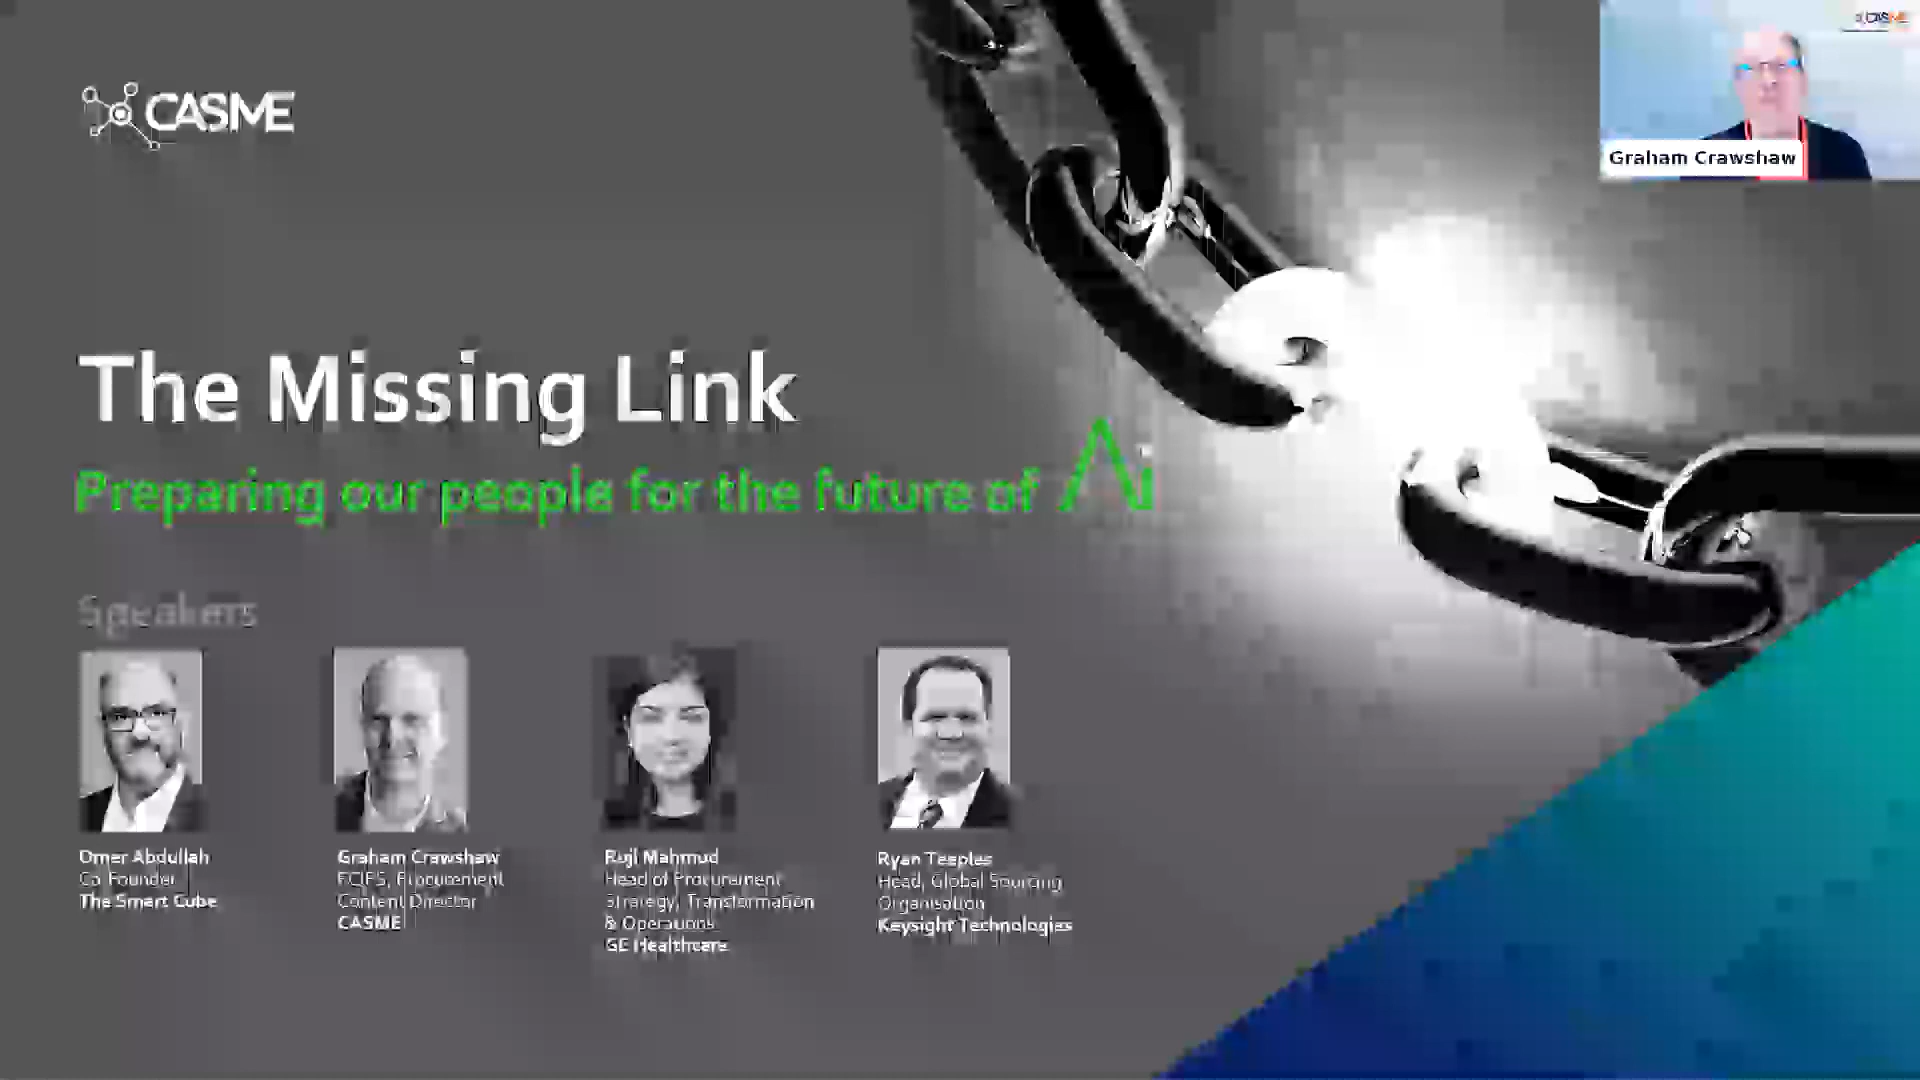 CASME
CASME
Graham Crawshaw
The Missing Link
Preparing our people for the future of Ai
Speakers
Omer Abdullah
Co-Founder
The Smart Cube
Graham Crawshaw
FCIPS, Procurement
Content Director
CASME
Ruji Mahmud
Head of Procurement
Strategy, Transformation
& Operations
GE Healthcare
Ryan Teeples
Head, Global Sourcing
Organisation
Keysight Technologies